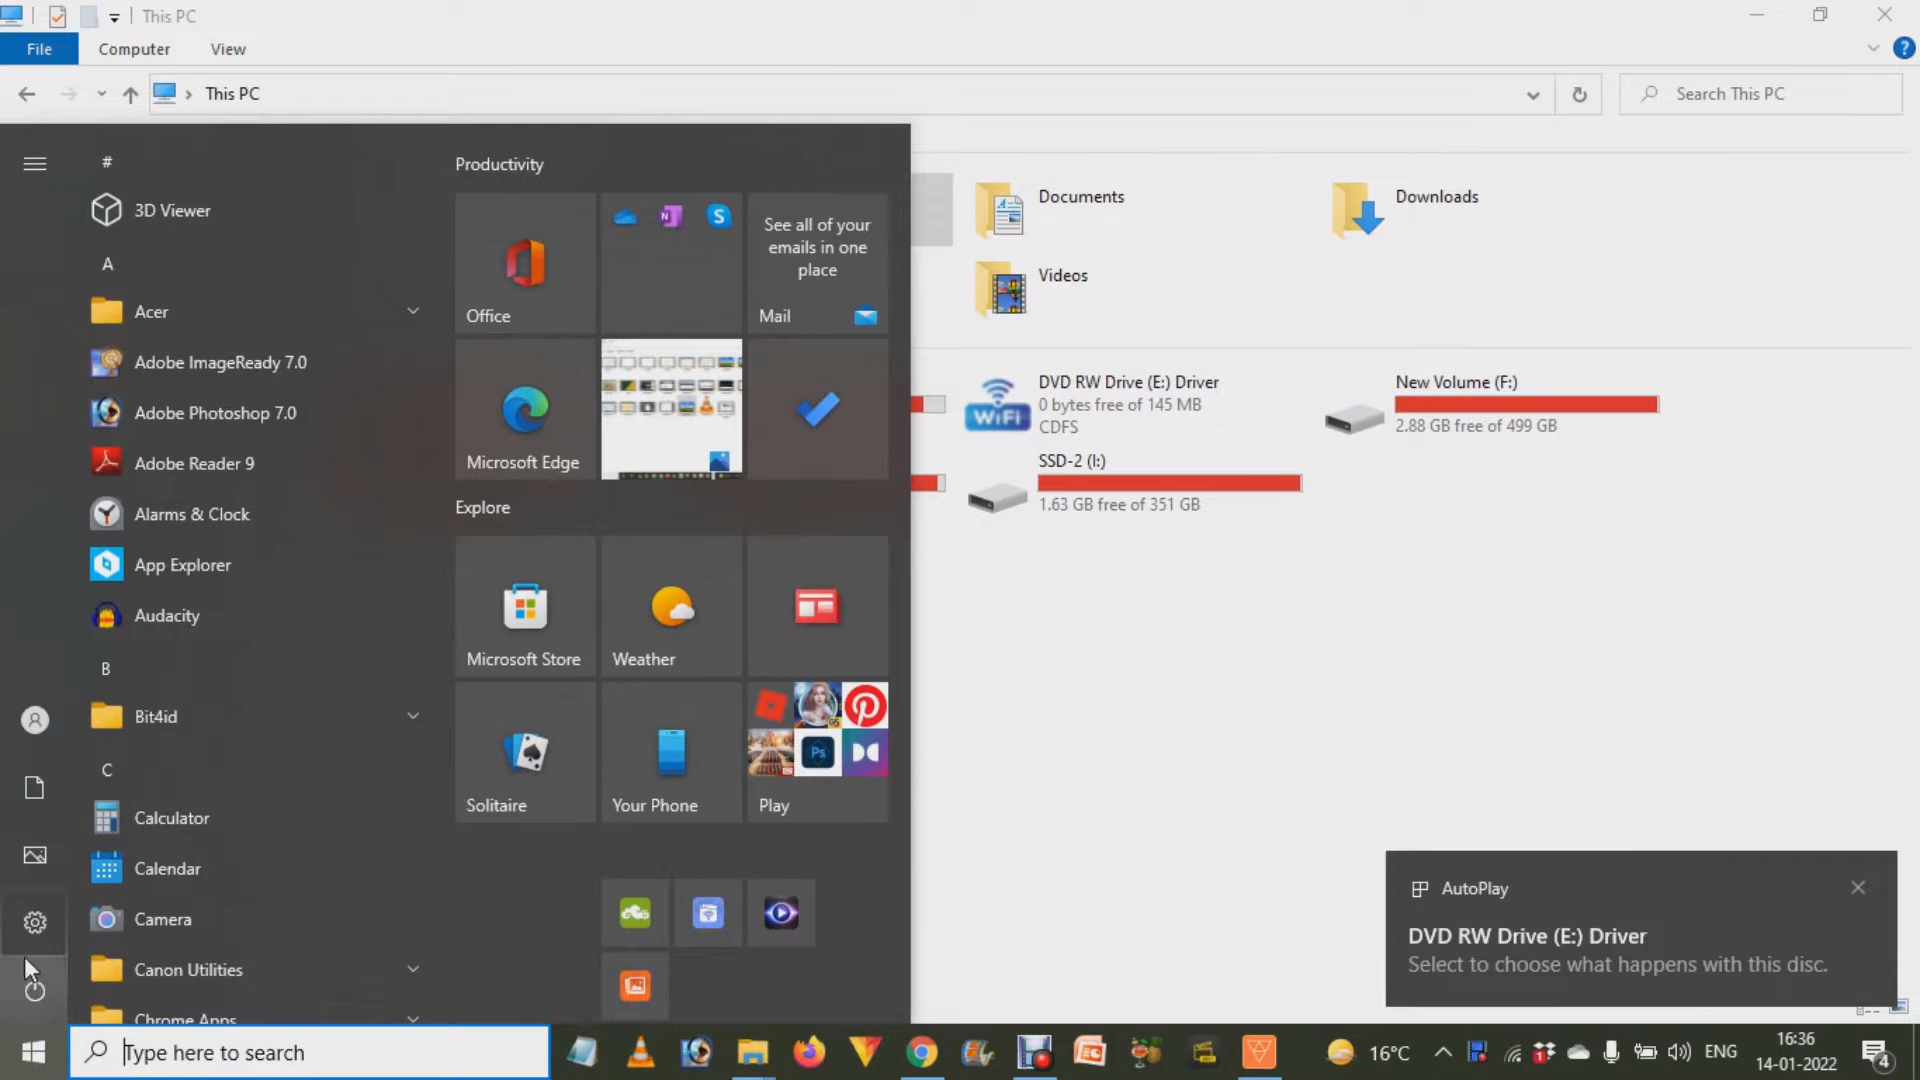 This PC
File
Computer
View
This PC
Search This PC
#
3D Viewer
A
Acer
Adobe ImageReady 7.0
Adobe Photoshop 7.0
Adobe Reader 9
Alarms & Clock
App Explorer
Audacity
B
Bit4id
C
Calculator
Calendar
Camera
Canon Utilities
Chrome Apps
Productivity
Office
See all of your
emails in one
place
Mail
Microsoft Edge
Explore
Microsoft Store
Weather
Solitaire
Your Phone
Play
Documents
Downloads
Videos
DVD RW Drive (E:) Driver
0 bytes free of 145 MB
CDFS
WiFi
New Volume (F:)
2.88 GB free of 499 GB
SSD-2 (I:)
1.63 GB free of 351 GB
AutoPlay
DVD RW Drive (E:) Driver
Select to choose what happens with this disc.
Type here to search
16°C
ENG
16:36
14-01-2022
4